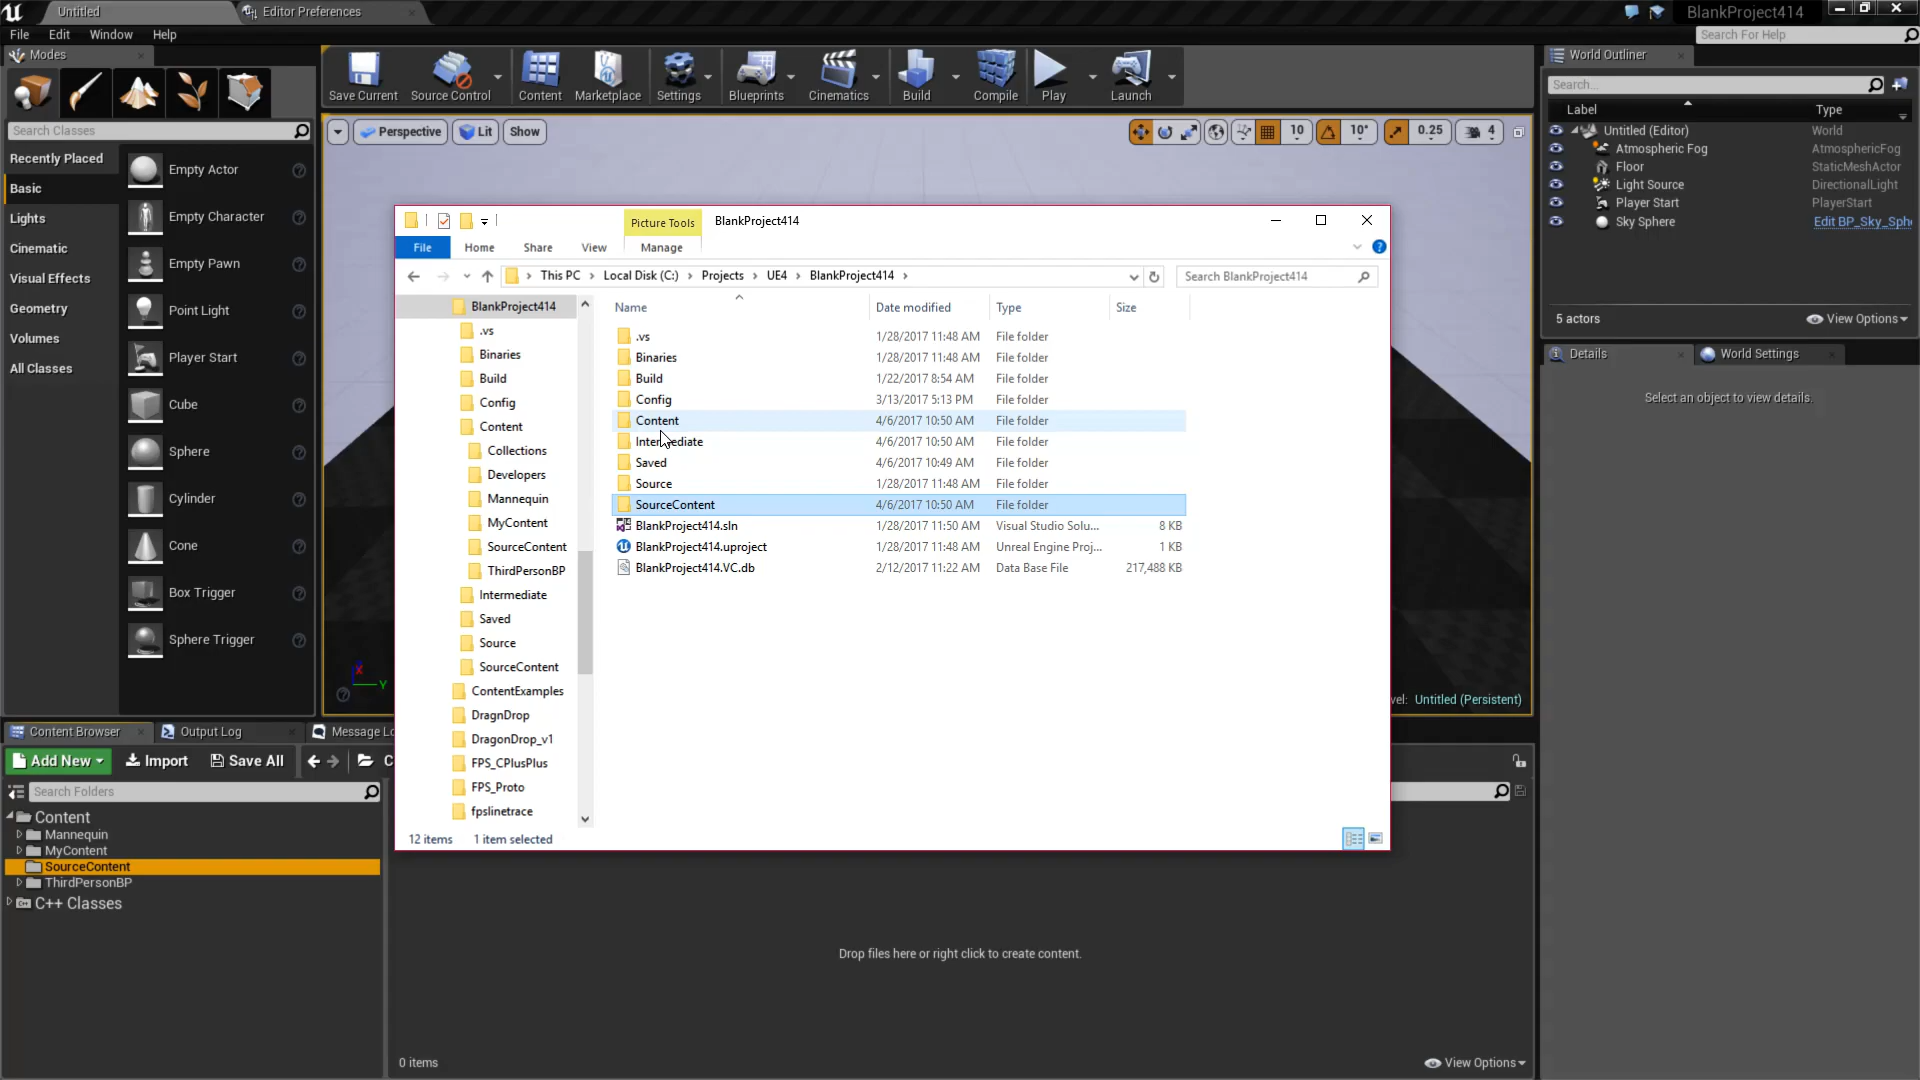 Untitled
Editor Preferences
BlankProject414
File Edit Window Help
Search For Help
Modes
Save Current
Source Control
Content
Marketplace
Settings
Blueprints
Cinematics
Build
Compile
Play
Launch
World Outliner
Search...
Label Type
Untitled (Editor) World
Atmospheric Fog AtmosphericFog
Floor StaticMeshActor
Light Source DirectionalLight
Player Start PlayerStart
Sky Sphere Edit BP_Sky_Sph
5 actors View Options
Details
World Settings
Select an object to view details.
Search Classes
Recently Placed
Basic
Lights
Cinematic
Visual Effects
Geometry
Volumes
All Classes
Empty Actor
Empty Character
Empty Pawn
Point Light
Player Start
Cube
Sphere
Cylinder
Cone
Box Trigger
Sphere Trigger
Perspective Lit Show
10 10° 0.25 4
X
Y
vel: Untitled (Persistent)
Picture Tools BlankProject414
File Home Share View Manage
This PC Local Disk (C:) Projects UE4 BlankProject414
Search BlankProject414
BlankProject414
.vs
Binaries
Build
Config
Content
Collections
Developers
Mannequin
MyContent
SourceContent
ThirdPersonBP
Intermediate
Saved
Source
SourceContent
ContentExamples
DragnDrop
DragonDrop_v1
FPS_CPlusPlus
FPS_Proto
fpslinetrace
Name Date modified Type Size
.vs 1/28/2017 11:48 AM File folder
Binaries 1/28/2017 11:48 AM File folder
Build 1/22/2017 8:54 AM File folder
Config 3/13/2017 5:13 PM File folder
Content 4/6/2017 10:50 AM File folder
Intermediate 4/6/2017 10:50 AM File folder
Saved 4/6/2017 10:49 AM File folder
Source 1/28/2017 11:48 AM File folder
SourceContent 4/6/2017 10:50 AM File folder
BlankProject414.sln 1/28/2017 11:50 AM Visual Studio Solu... 8 KB
BlankProject414.uproject 1/28/2017 11:48 AM Unreal Engine Proj... 1 KB
BlankProject414.VC.db 2/12/2017 11:22 AM Data Base File 217,488 KB
12 items 1 item selected
Content Browser
Output Log
Message Lo
Add New Import Save All C
Search Folders
Content
Mannequin
MyContent
SourceContent
ThirdPersonBP
C++ Classes
Drop files here or right click to create content.
0 items View Options